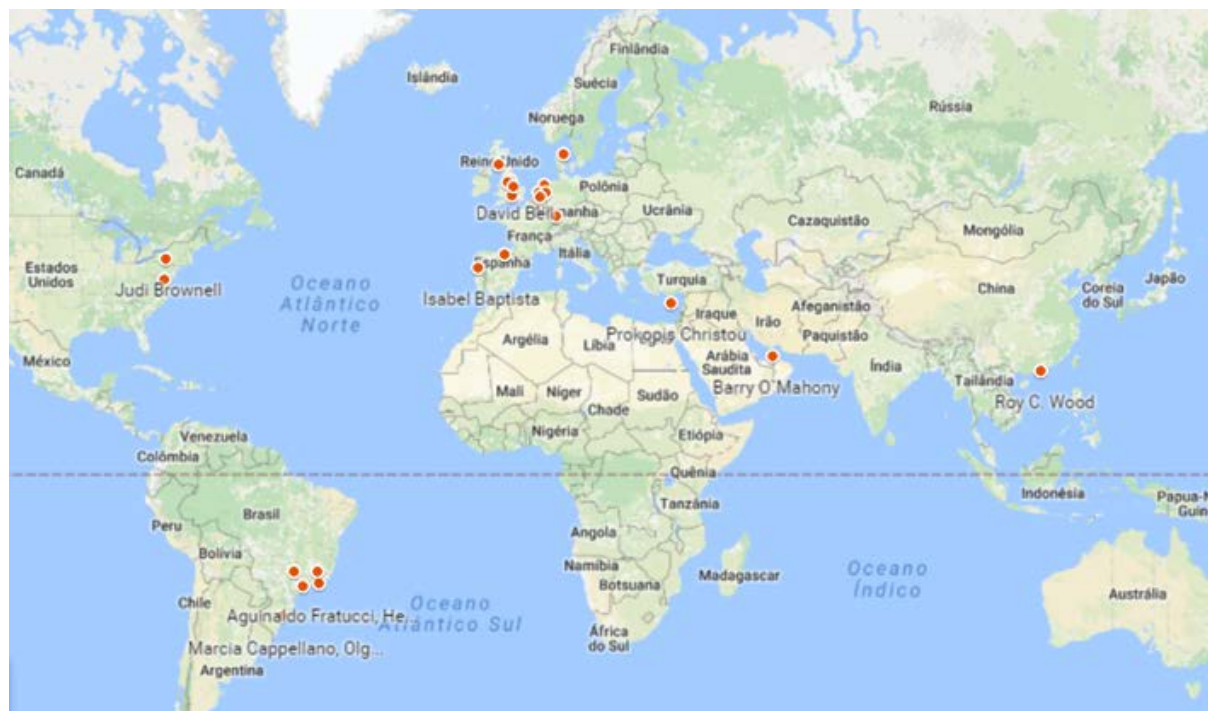 Finlândia
Islândia
Suécia
Rússia
Noruega
Canadá
Reino Unido
Polônia
David Bell
manha
Ucrânia
Cazaquistão
Mongólia
França
Itália
Estados
Unidos
Judi Brownell
Espanha
Isabel Baptista
Oceano
Atlântico
Norte
Turquia
China
Coreia
do Sul
Japão
Iraque
Irão
Afeganistão
Paquistão
Prokopis Christou
México
Argélia
Líbia
Arábia
Saudita
Índia
Barry O´Mahony
Tailândia
Roy C. Wood
Mali
Níger
Sudão
Chade
Venezuela
Nigéria
Etiópia
Colômbia
Quénia
Indonésia
Papua-N
Guin
Tanzânia
Brasil
Peru
Angola
Bolívia
Namíbia
Botsuana
Madagascar
Oceano
Índico
Austrália
Chile
Oceano
Atlântico Sul
Aguinaldo Fratucci, He...
África
do Sul
Marcia Cappellano, Olg...
Argentina